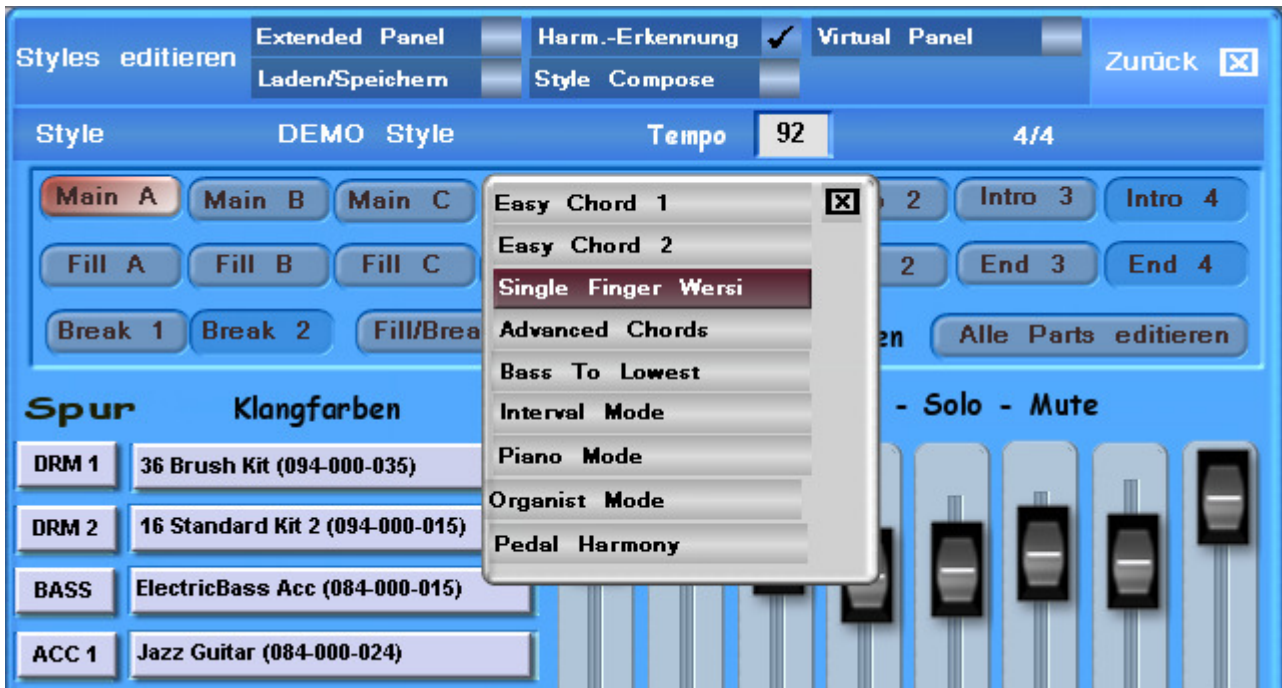 Styles editieren
Extended Panel
Harm.-Erkennung
Virtual Panel
Laden/Speichern
Style Compose
Zurück
Style DEMO Style Tempo 92 4/4
Main A Main B Main C 2 Intro 3 Intro 4
Fill A Fill B Fill C 2 End 3 End 4
Break 1 Break 2 Fill/Brea en Alle Parts editieren
Easy Chord 1
Easy Chord 2
Single Finger Wersi
Advanced Chords
Bass To Lowest
Interval Mode
Piano Mode
Organist Mode
Pedal Harmony
Spur Klangfarben - Solo - Mute
DRM 1 36 Brush Kit (094-000-035)
DRM 2 16 Standard Kit 2 (094-000-015)
BASS ElectricBass Acc (084-000-015)
ACC 1 Jazz Guitar (084-000-024)